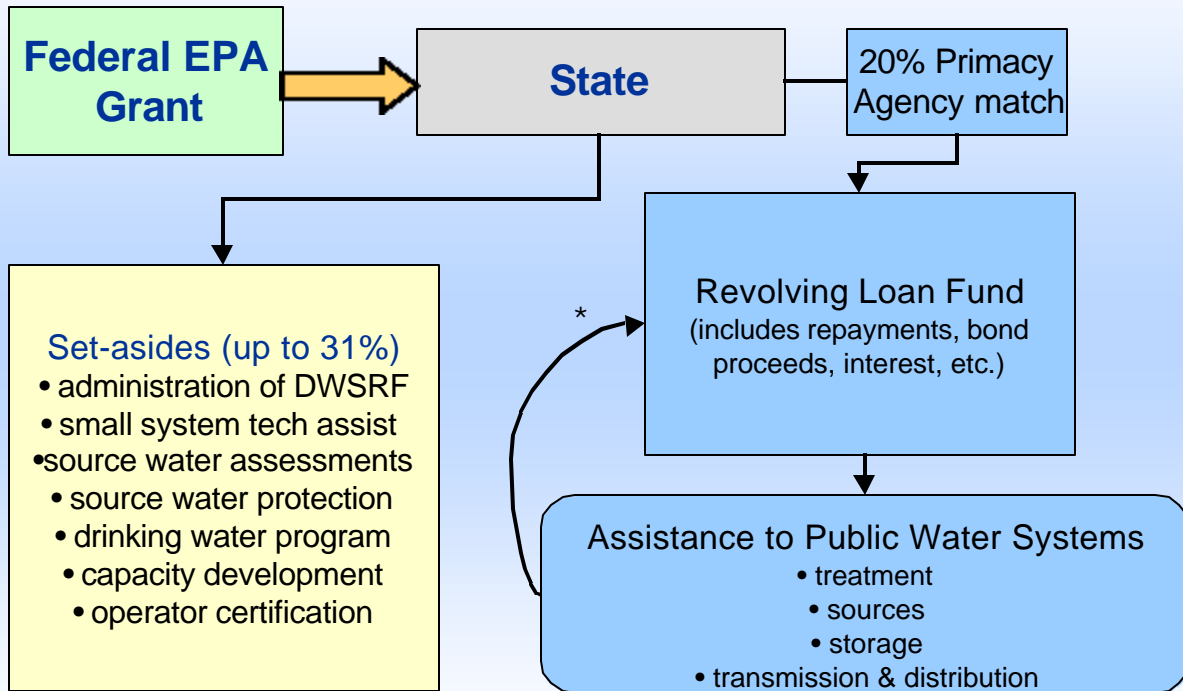 Federal EPA
Grant
State
20% Primacy
Agency match
Set-asides (up to 31%)
• administration of DWSRF
• small system tech assist
•source water assessments
• source water protection
• drinking water program
• capacity development
• operator certification
*
Revolving Loan Fund
(includes repayments, bond
proceeds, interest, etc.)
Assistance to Public Water Systems
• treatment
• sources
• storage
• transmission & distribution